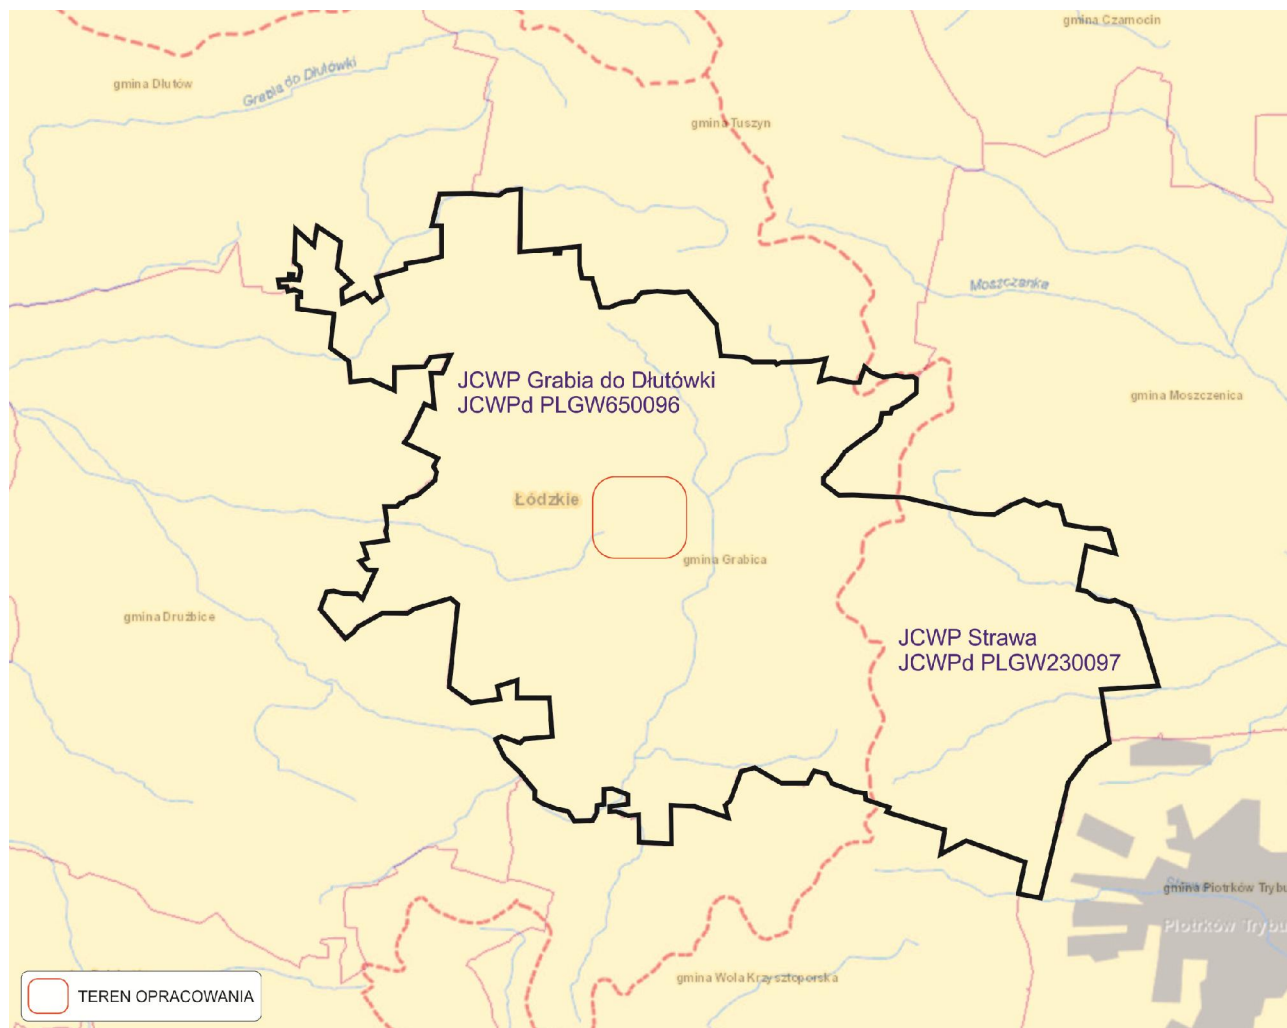 gmina Czarnocin
Grabia do Dłutówki
gmina Dłutów
gmina Tuszyn
Moszczanka
JCWP Grabia do Dłutówki
JCWPd PLGW650096
gmina Moszczenica
Łódzkie
gmina Grabica
gmina Drużbice
JCWP Strawa
JCWPd PLGW230097
gmina Piotrków Trybu
Piotrków Trybu
gmina Wola Krzysztoporska
TEREN OPRACOWANIA